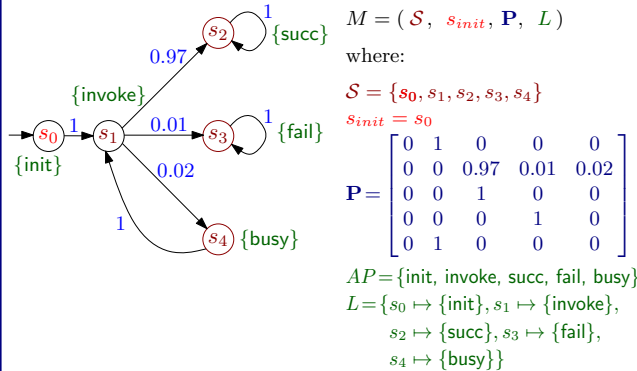 1
s₂ {succ}
0.97
{invoke}
s₀ 1 s₁ 0.01 s₃ 1 {fail}
{init}
0.02
1 s₄ {busy}
M = ( 𝒮, s_init, P, L )
where:
𝒮 = {s₀, s₁, s₂, s₃, s₄}
s_init = s₀
P = [ 0 1 0 0 0
0 0 0.97 0.01 0.02
0 0 1 0 0
0 0 0 1 0
0 1 0 0 0 ]
AP = {init, invoke, succ, fail, busy}
L = {s₀ ↦ {init}, s₁ ↦ {invoke},
s₂ ↦ {succ}, s₃ ↦ {fail},
s₄ ↦ {busy}}